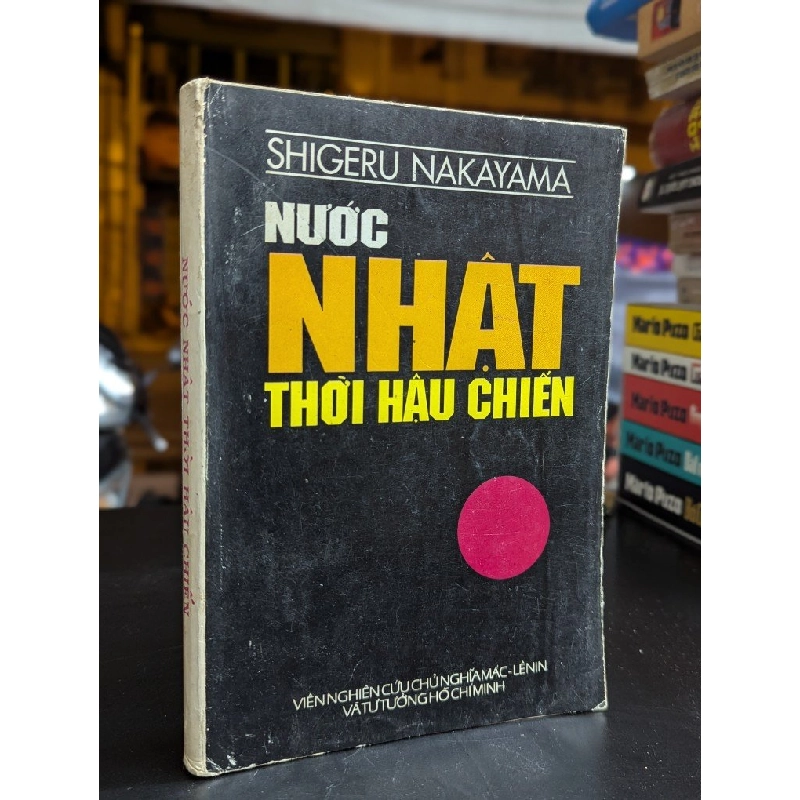 SHIGERU NAKAYAMA
NƯỚC
NHẬT
THỜI HẬU CHIẾN
VIỆN NGHIÊN CỨU CHỦ NGHĨA MÁC - LÊNIN
VÀ TƯ TƯỞNG HỒ CHÍ MINH
NƯỚC NHẬT THỜI HẬU CHIẾN
Mario Puzo
Mario Puzo
Mario Puzo
Mario Puzo
Mario Puzo